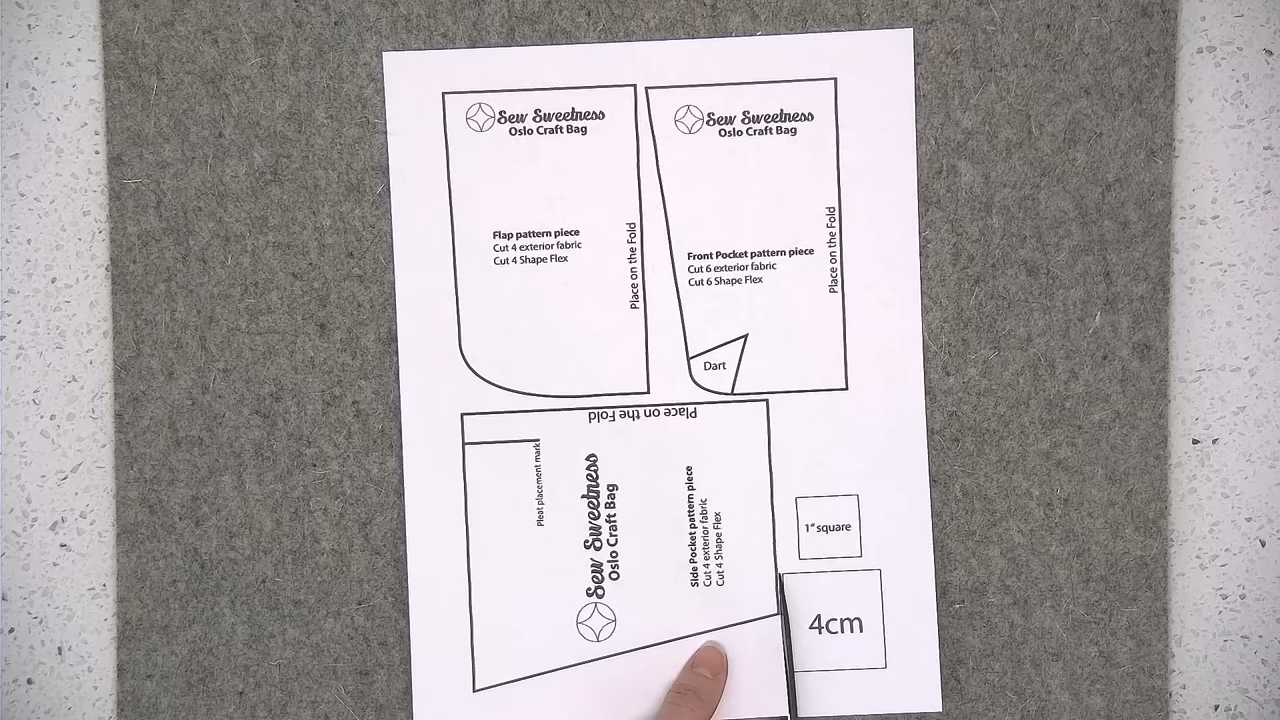 Sew Sweetness
Oslo Craft Bag
Flap pattern piece
Cut 4 exterior fabric
Cut 4 Shape Flex
Place on the Fold
Sew Sweetness
Oslo Craft Bag
Front Pocket pattern piece
Cut 6 exterior fabric
Cut 6 Shape Flex
Place on the Fold
Dart
Place on the Fold
Pleat placement mark
Sew Sweetness
Oslo Craft Bag
Side Pocket pattern piece
Cut 4 exterior fabric
Cut 4 Shape Flex
1" square
4cm